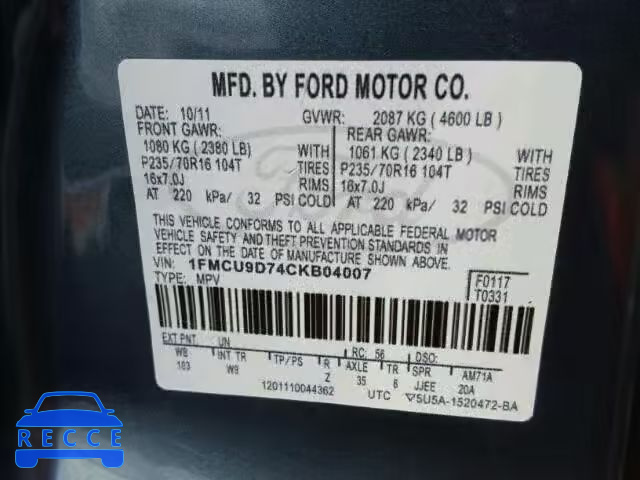 MFD. BY FORD MOTOR CO.
DATE: 10/11 GVWR: 2087 KG (4600 LB)
FRONT GAWR: REAR GAWR:
1080 KG (2380 LB) WITH 1061 KG (2340 LB) WITH
P235/70R16 104T TIRES P235/70R16 104T TIRES
16x7.0J RIMS 16x7.0J RIMS
AT 220 kPa/ 32 PSI COLD AT 220 kPa/ 32 PSI COLD
THIS VEHICLE CONFORMS TO ALL APPLICABLE FEDERAL MOTOR
VEHICLE SAFETY AND THEFT PREVENTION STANDARDS IN
EFFECT ON THE DATE OF MANUFACTURE SHOWN ABOVE.
VIN: 1FMCU9D74CKB04007
TYPE: MPV
F0117
T0331
EXT PNT: UN RC: 56 DSO:
WB INT TR TP/PS R AXLE TR SPR AM71A
103 W9 Z 35 6 JJEE 20A
1201110044362 UTC 5U5A-1520472-BA
Ford
BIDFAX